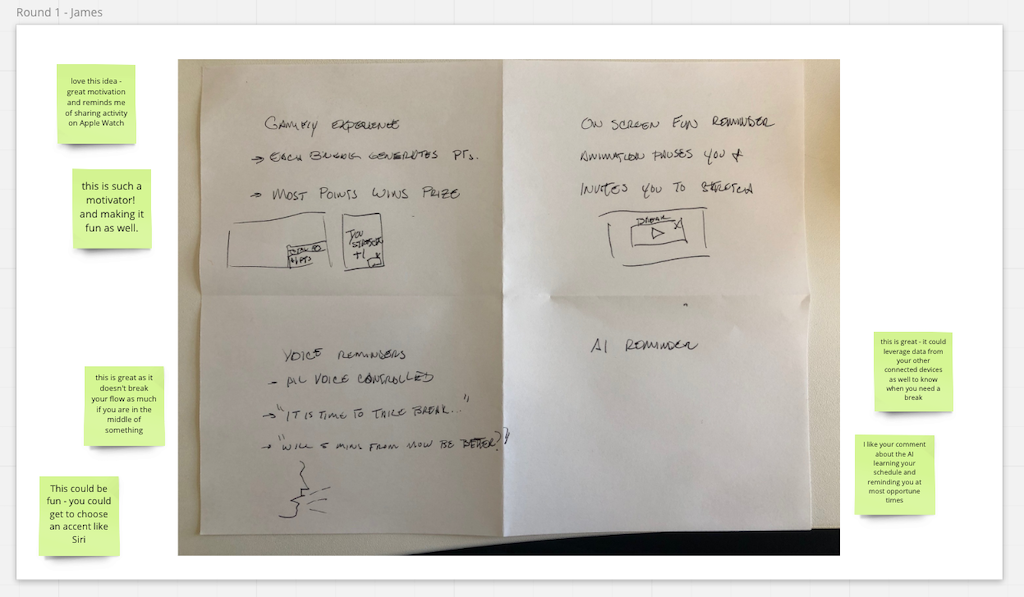 Round 1 - James
love this idea -
great motivation
and reminds me
of sharing activity
on Apple Watch
this is such a
motivator!
and making it
fun as well.
GAMIFY EXPERIENCE
→ EACH GENERATES PTS.
→ MOST POINTS WINS PRIZE
YOU
+1
ON SCREEN FUN REMINDER
ANIMATION PAUSES YOU &
INVITES YOU TO STRETCH
BREAK X
VOICE REMINDERS
- ALL VOICE CONTROLLED
→ "IT IS TIME TO TAKE BREAK.."
→ "WILL 5 MINS FROM NOW BE BETTER?"
AI REMINDER
this is great as it
doesn't break
your flow as much
if you are in the
middle of
something
This could be
fun - you could
get to choose
an accent like
Siri
this is great - it could
leverage data from
your other
connected devices
as well to know
when you need a
break
I like your comment
about the AI
learning your
schedule and
reminding you at
most opportune
times